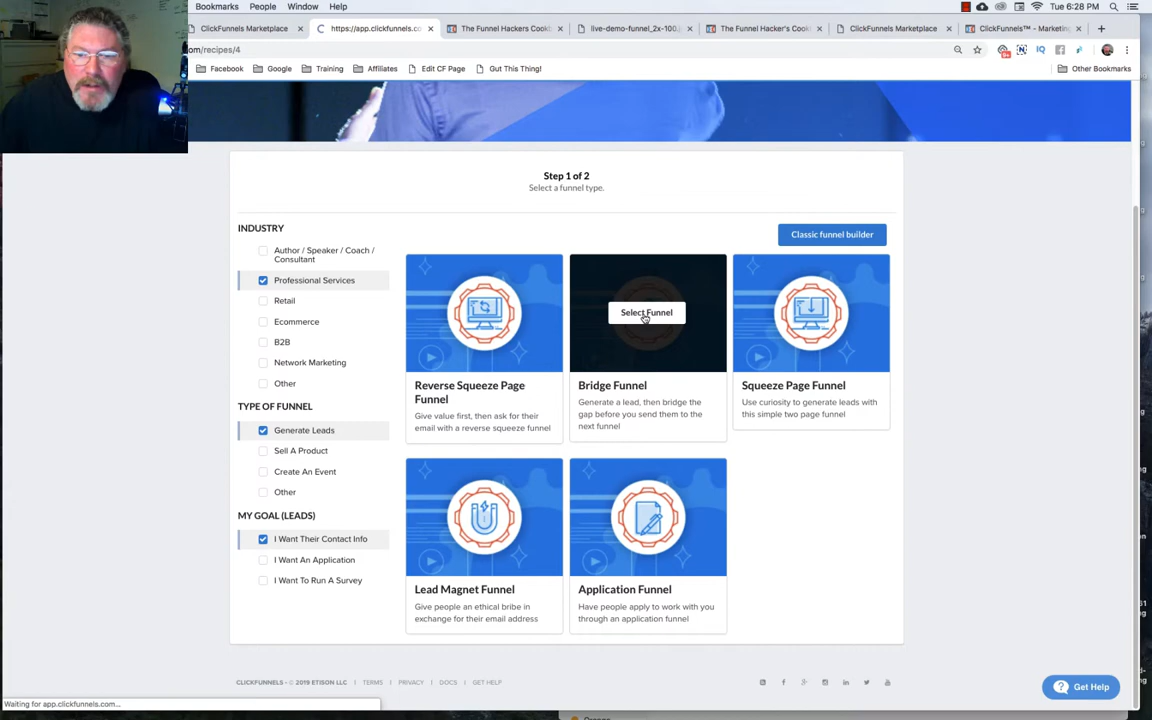 Bookmarks People Window Help
Tue 6:28 PM
ClickFunnels Marketplace
https://app.clickfunnels.co
The Funnel Hackers Cookb
live-demo-funnel_2x-100.j
The Funnel Hacker's Cook
ClickFunnels Marketplace
ClickFunnels™ - Marketin
om/recipes/4
Facebook
Google
Training
Affiliates
Edit CF Page
Gut This Thing!
Other Bookmarks
Step 1 of 2
Select a funnel type.
Classic funnel builder
INDUSTRY
Author / Speaker / Coach /
Consultant
Professional Services
Retail
Ecommerce
B2B
Network Marketing
Other
TYPE OF FUNNEL
Generate Leads
Sell A Product
Create An Event
Other
MY GOAL (LEADS)
I Want Their Contact Info
I Want An Application
I Want To Run A Survey
Reverse Squeeze Page
Funnel
Give value first, then ask for their
email with a reverse squeeze funnel
Select Funnel
Bridge Funnel
Generate a lead, then bridge the
gap before you send them to the
next funnel
Squeeze Page Funnel
Use curiosity to generate leads with
this simple two page funnel
Lead Magnet Funnel
Give people an ethical bribe in
exchange for their email address
Application Funnel
Have people apply to work with you
through an application funnel
CLICKFUNNELS - © 2019 ETISON LLC | TERMS | PRIVACY | DOCS | GET HELP
Get Help
Waiting for app.clickfunnels.com...